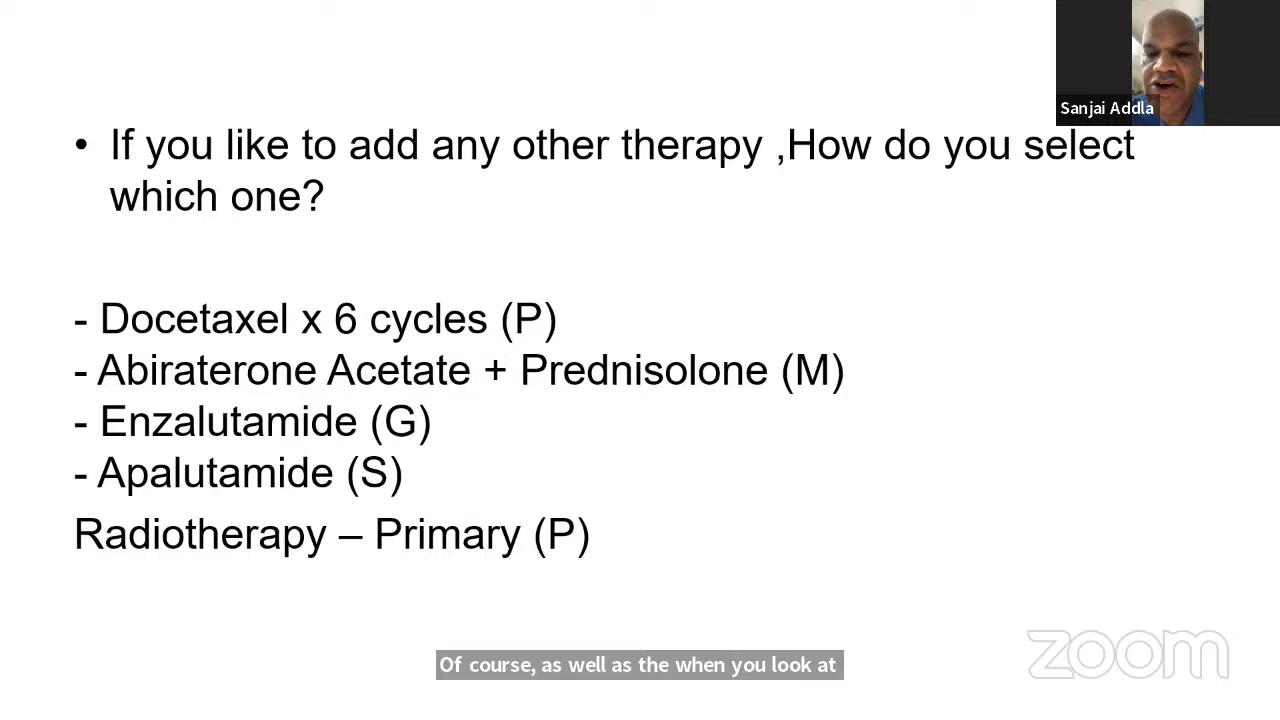 Sanjai Addla
• If you like to add any other therapy ,How do you select
which one?
- Docetaxel x 6 cycles (P)
- Abiraterone Acetate + Prednisolone (M)
- Enzalutamide (G)
- Apalutamide (S)
Radiotherapy – Primary (P)
zoom
Of course, as well as the when you look at